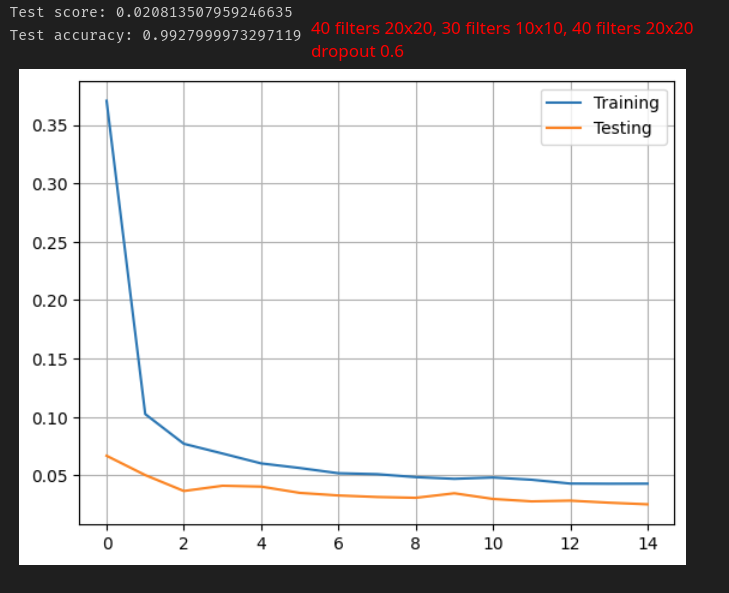 Test score: 0.020813507959246635
Test accuracy: 0.9927999973297119
40 filters 20x20, 30 filters 10x10, 40 filters 20x20
dropout 0.6
Training
Testing
0.35
0.30
0.25
0.20
0.15
0.10
0.05
0 2 4 6 8 10 12 14